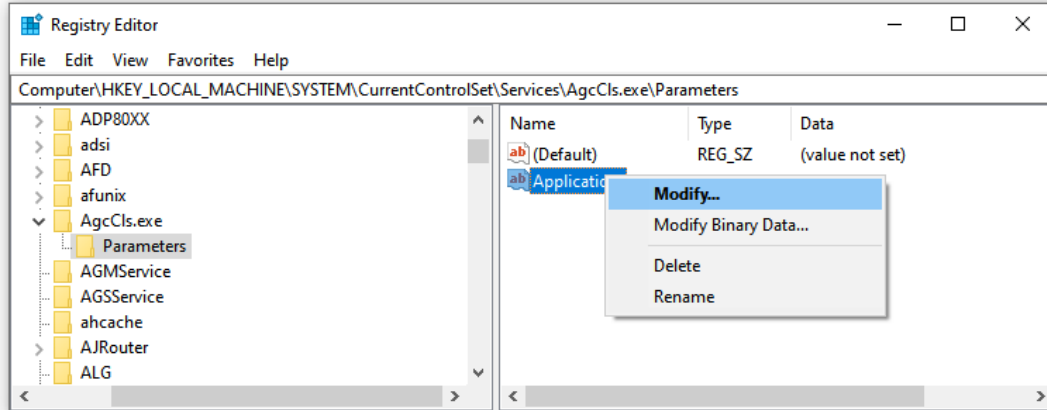 Registry Editor
File Edit View Favorites Help
Computer\HKEY_LOCAL_MACHINE\SYSTEM\CurrentControlSet\Services\AgcCls.exe\Parameters
ADP80XX
adsi
AFD
afunix
AgcCls.exe
Parameters
AGMService
AGSService
ahcache
AJRouter
ALG
Name Type Data
ab (Default) REG_SZ (value not set)
ab Applicatio
Modify...
Modify Binary Data...
Delete
Rename